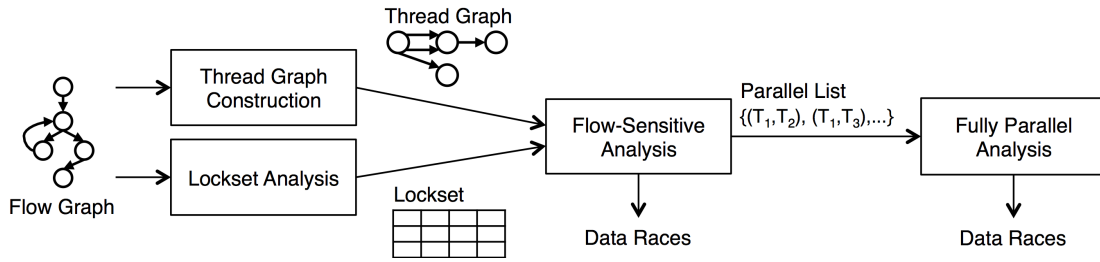 Thread Graph
Thread Graph
Construction
Flow Graph
Lockset Analysis
Lockset
Flow-Sensitive
Analysis
Data Races
Parallel List
{(T₁,T₂), (T₁,T₃),...}
Fully Parallel
Analysis
Data Races